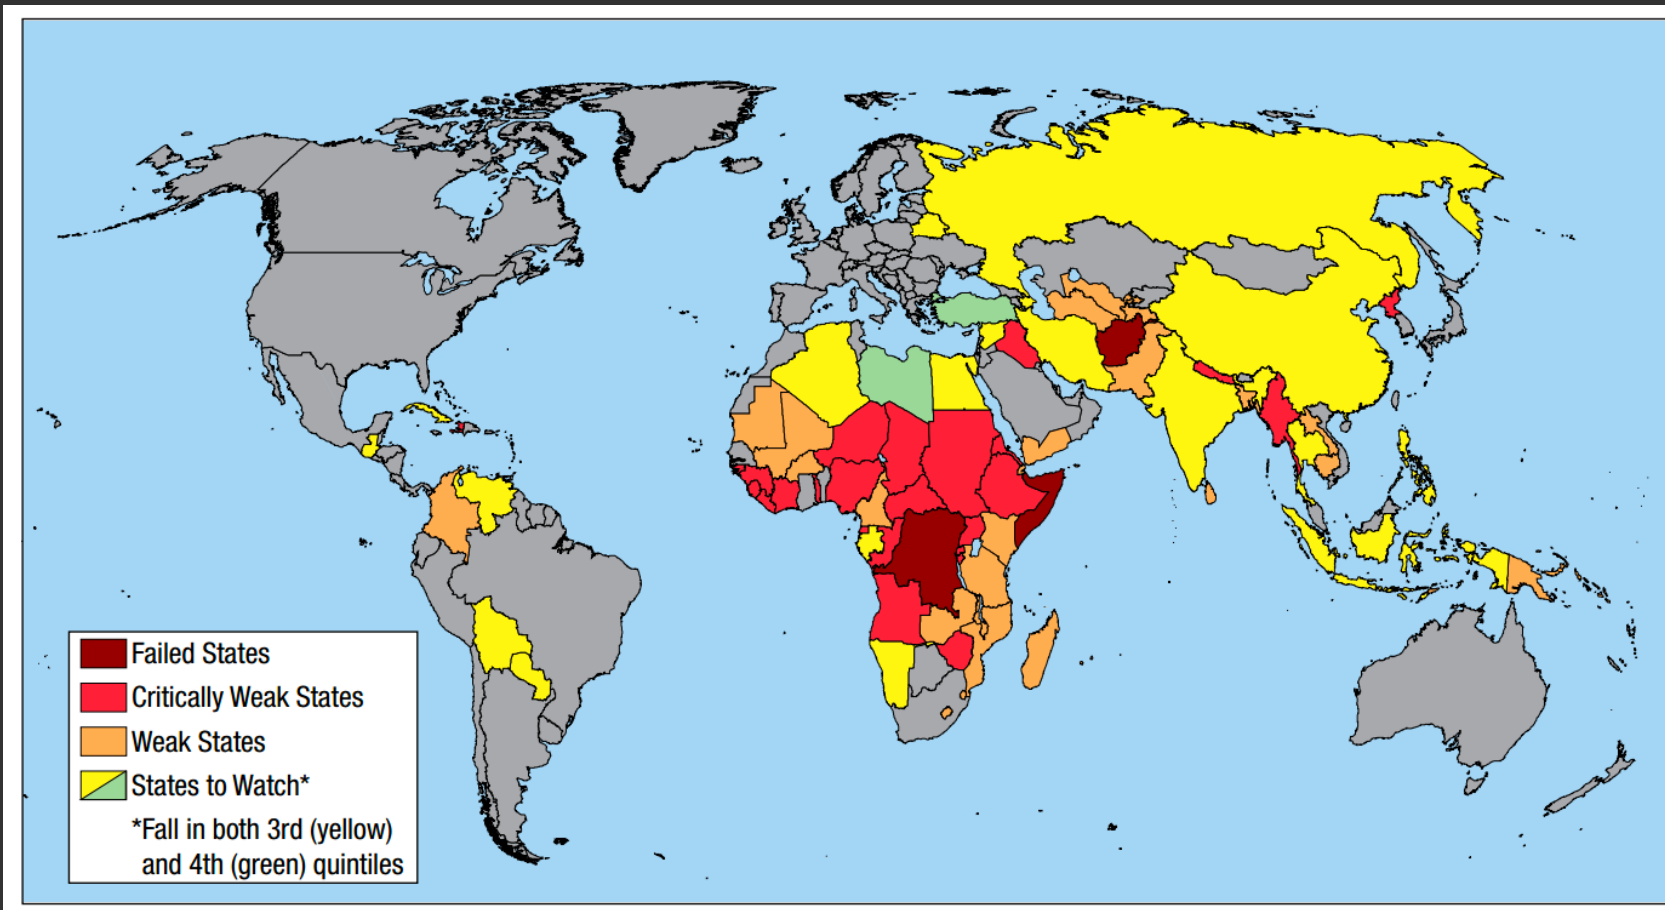 Failed States
Critically Weak States
Weak States
States to Watch*
*Fall in both 3rd (yellow)
and 4th (green) quintiles